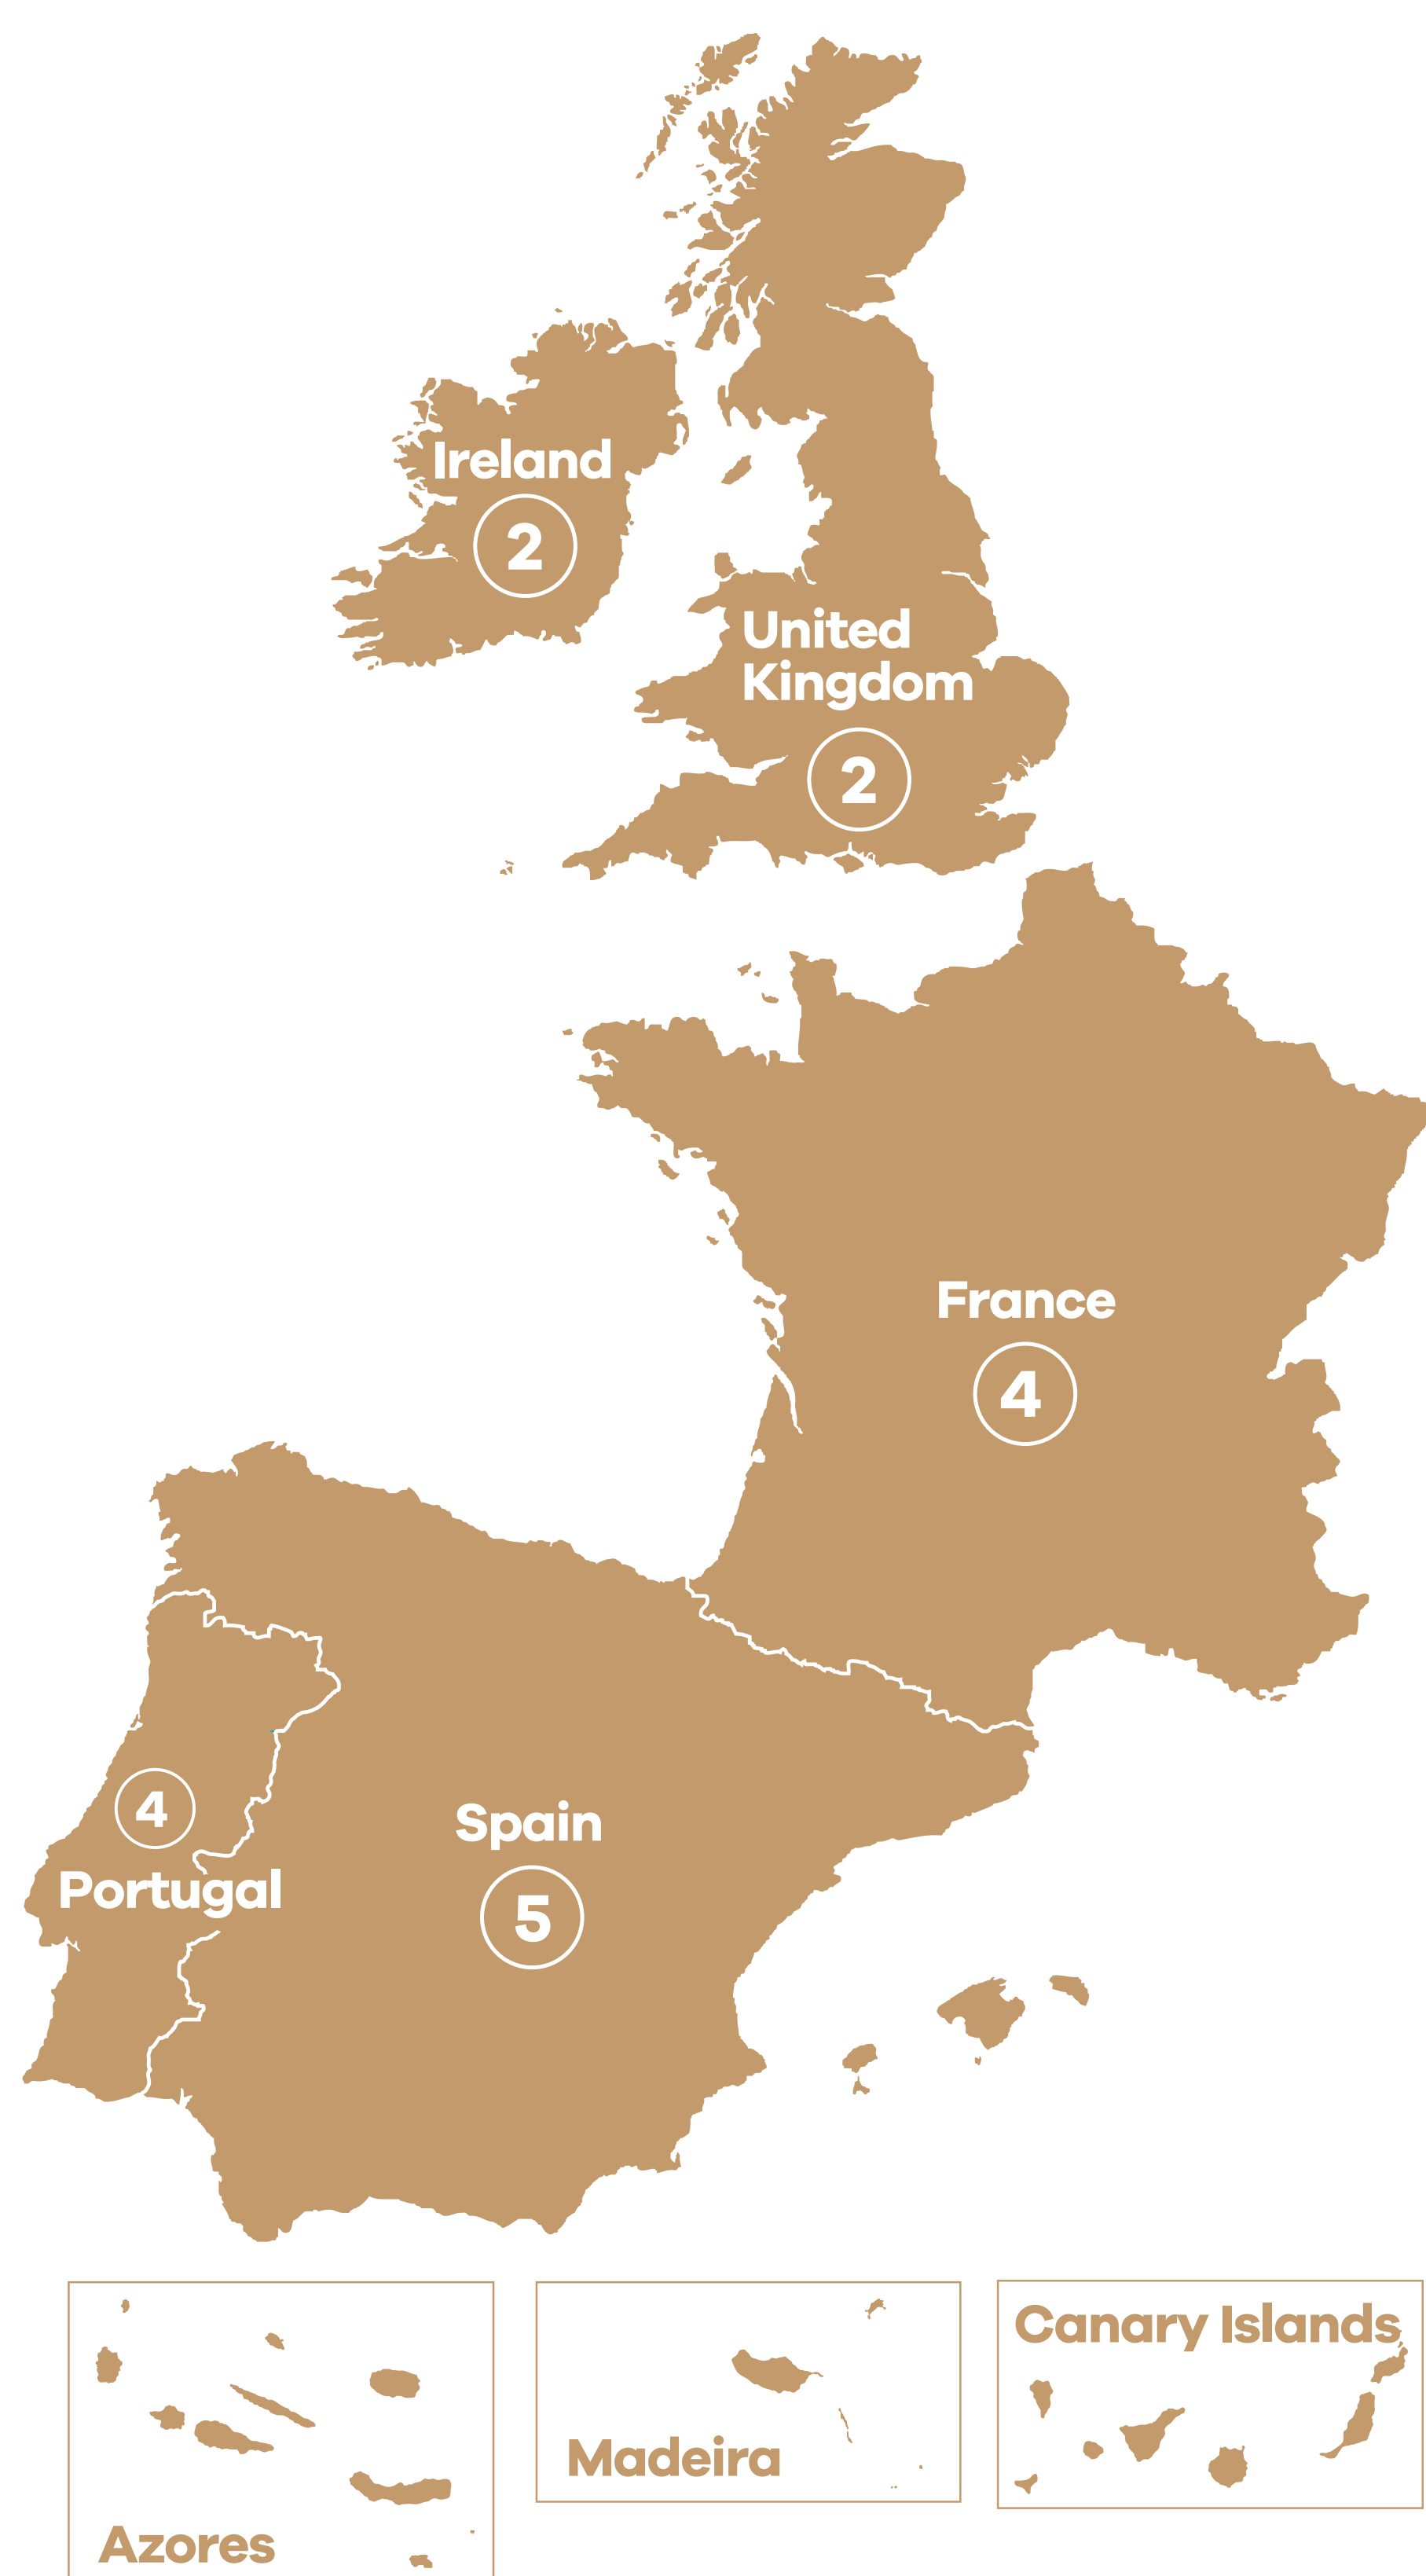 Ireland
2
United
Kingdom
2
France
4
4
Portugal
Spain
5
Azores
Madeira
Canary Islands